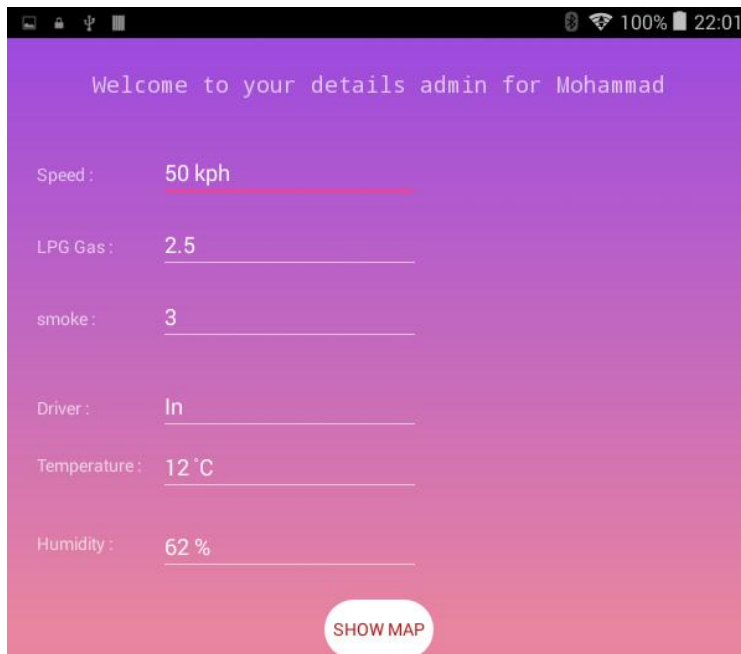 100% 22:01
Welcome to your details admin for Mohammad
Speed : 50 kph
LPG Gas : 2.5
smoke : 3
Driver : In
Temperature : 12 °C
Humidity : 62 %
SHOW MAP